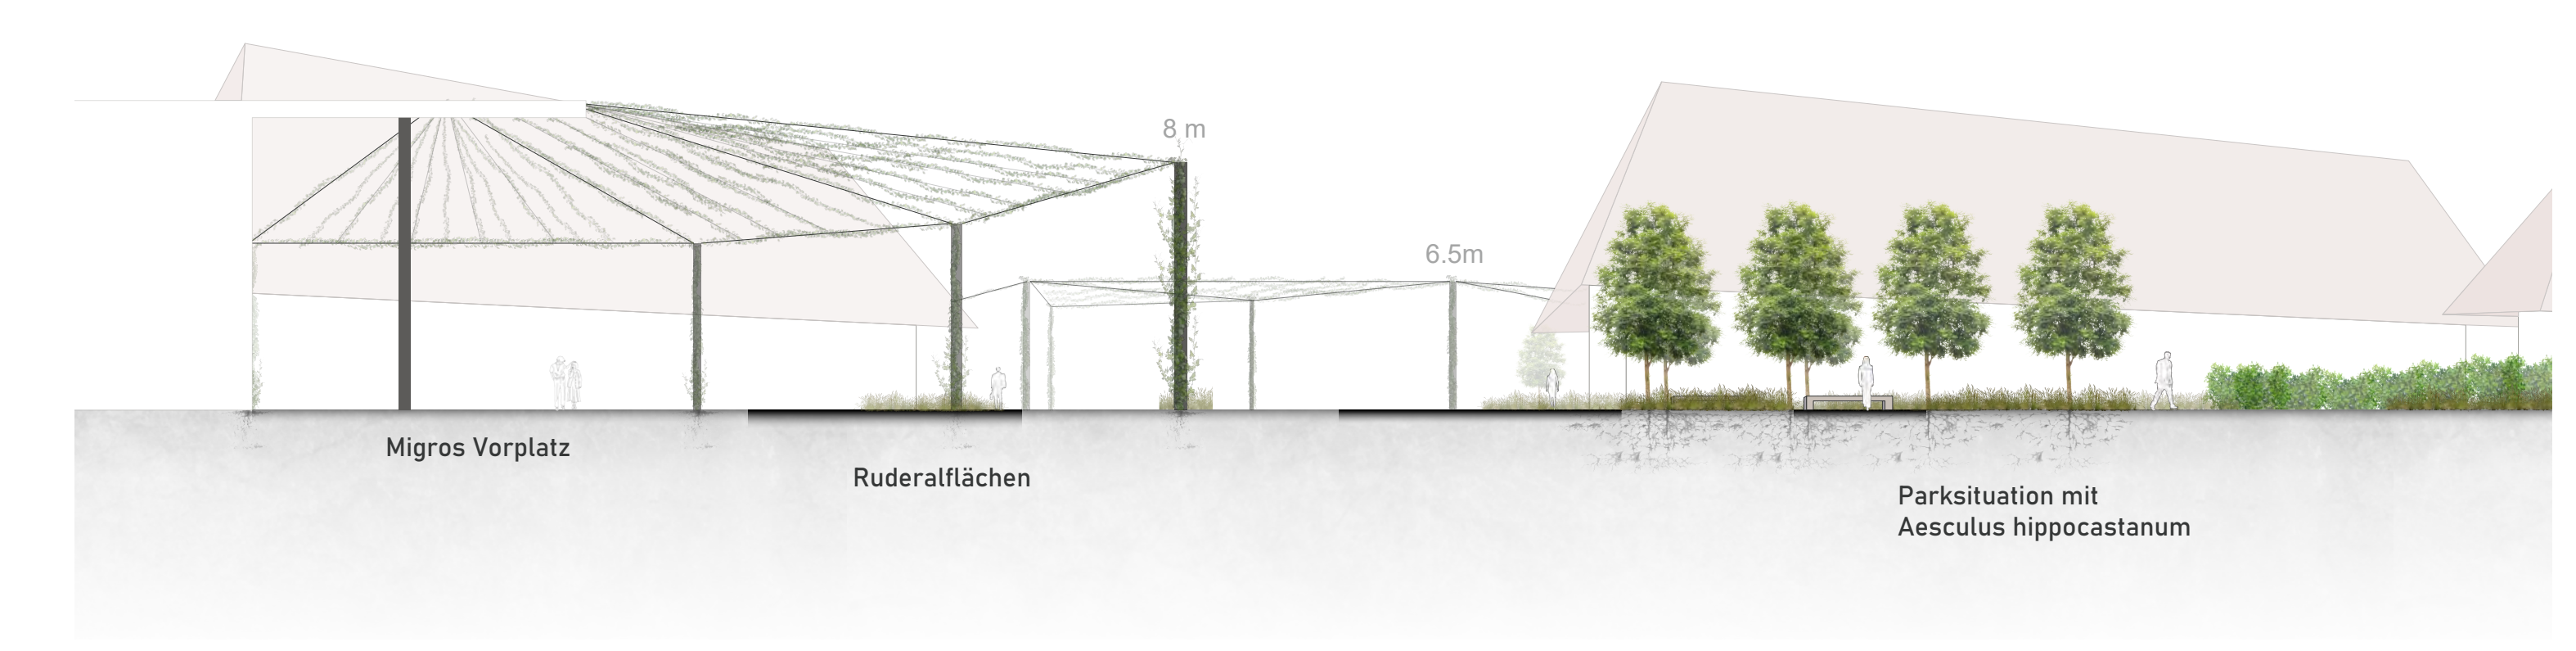 8 m
6.5m
Migros Vorplatz
Ruderalflächen
Parksituation mit
Aesculus hippocastanum